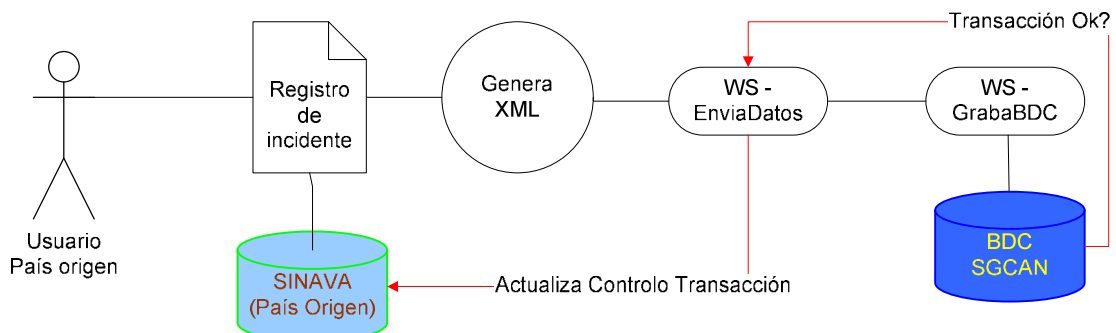 Transacción Ok?
Registro
de
incidente
Genera
XML
WS -
EnviaDatos
WS -
GrabaBDC
Usuario
País origen
SINAVA
(País Origen)
Actualiza Controlo Transacción
BDC
SGCAN